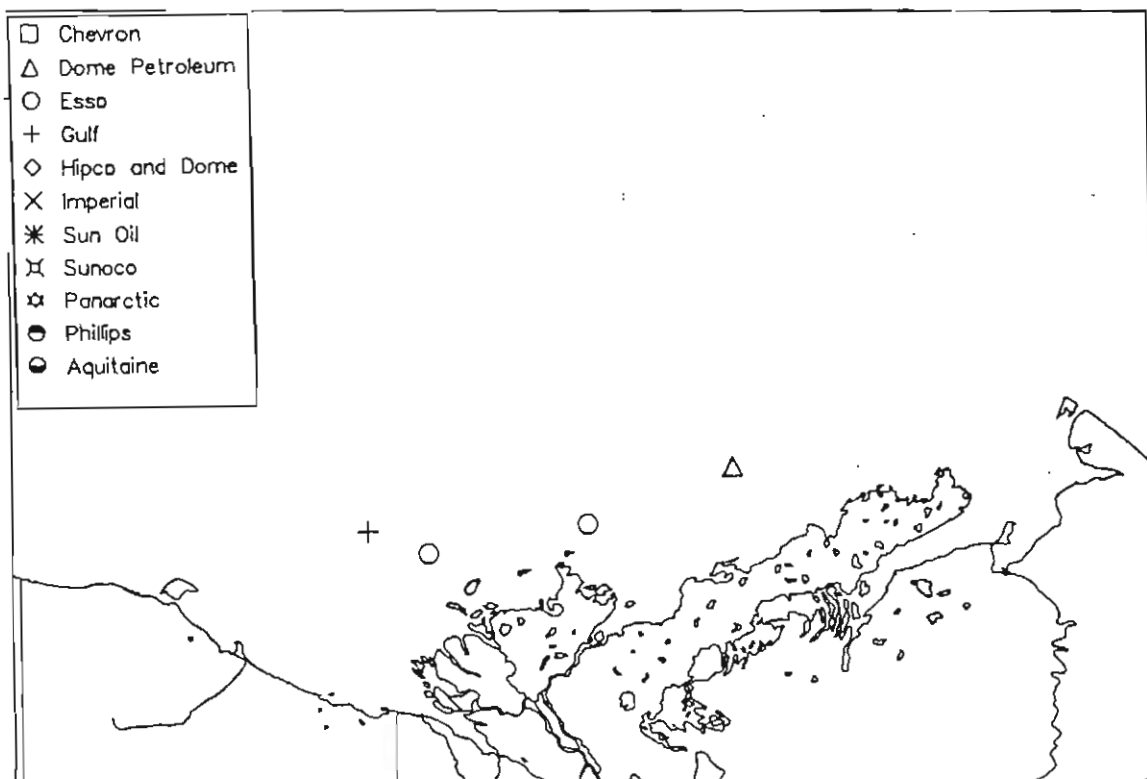 Chevron
Dome Petroleum
Esso
Gulf
Hipco and Dome
Imperial
Sun Oil
Sunoco
Panarctic
Phillips
Aquitaine